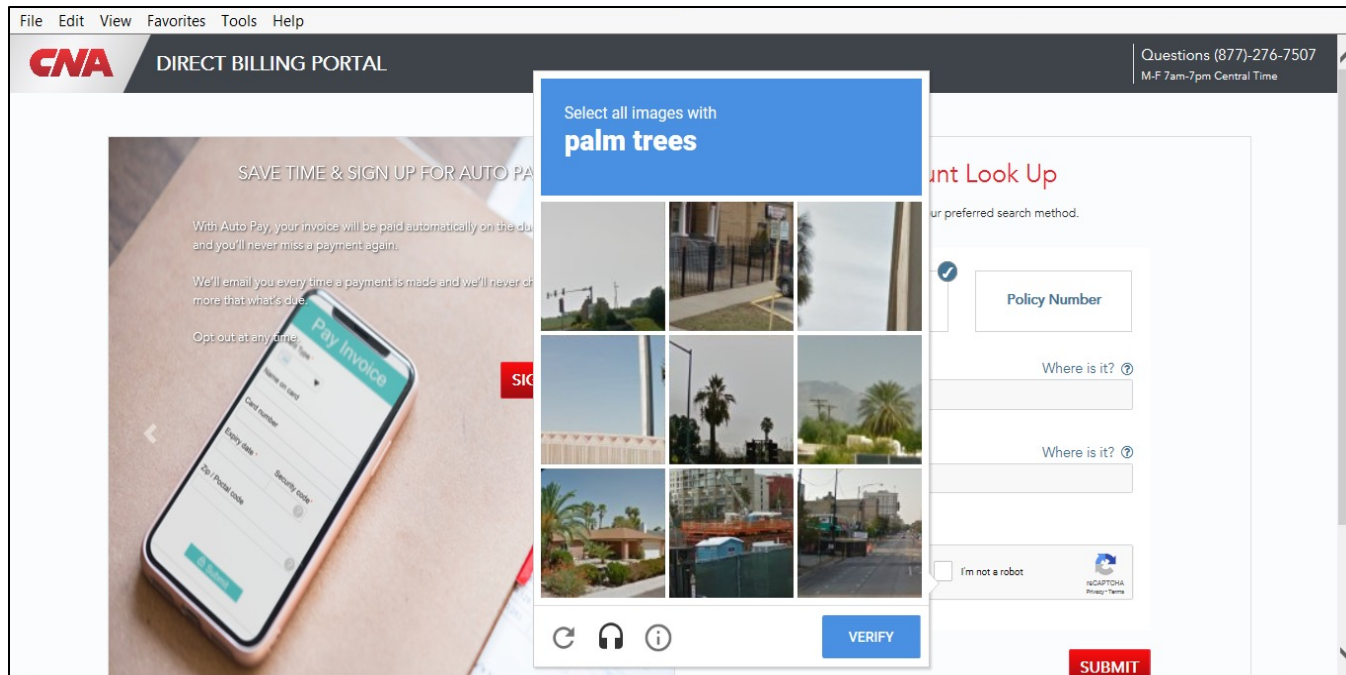 File Edit View Favorites Tools Help
CNA
DIRECT BILLING PORTAL
Questions (877)-276-7507
M-F 7am-7pm Central Time
SAVE TIME & SIGN UP FOR AUTO PA
With Auto Pay, your invoice will be paid automatically on the du
and you'll never miss a payment again.
We'll email you every time a payment is made and we'll never ch
more that what's due.
Opt out at any time.
SIG
Pay Invoice
Type *
Name on card
Card number
Expiry date *
Security code *
Zip / Postal code
Submit
Select all images with
palm trees
VERIFY
unt Look Up
ur preferred search method.
Policy Number
Where is it?
Where is it?
I'm not a robot
reCAPTCHA
Privacy - Terms
SUBMIT